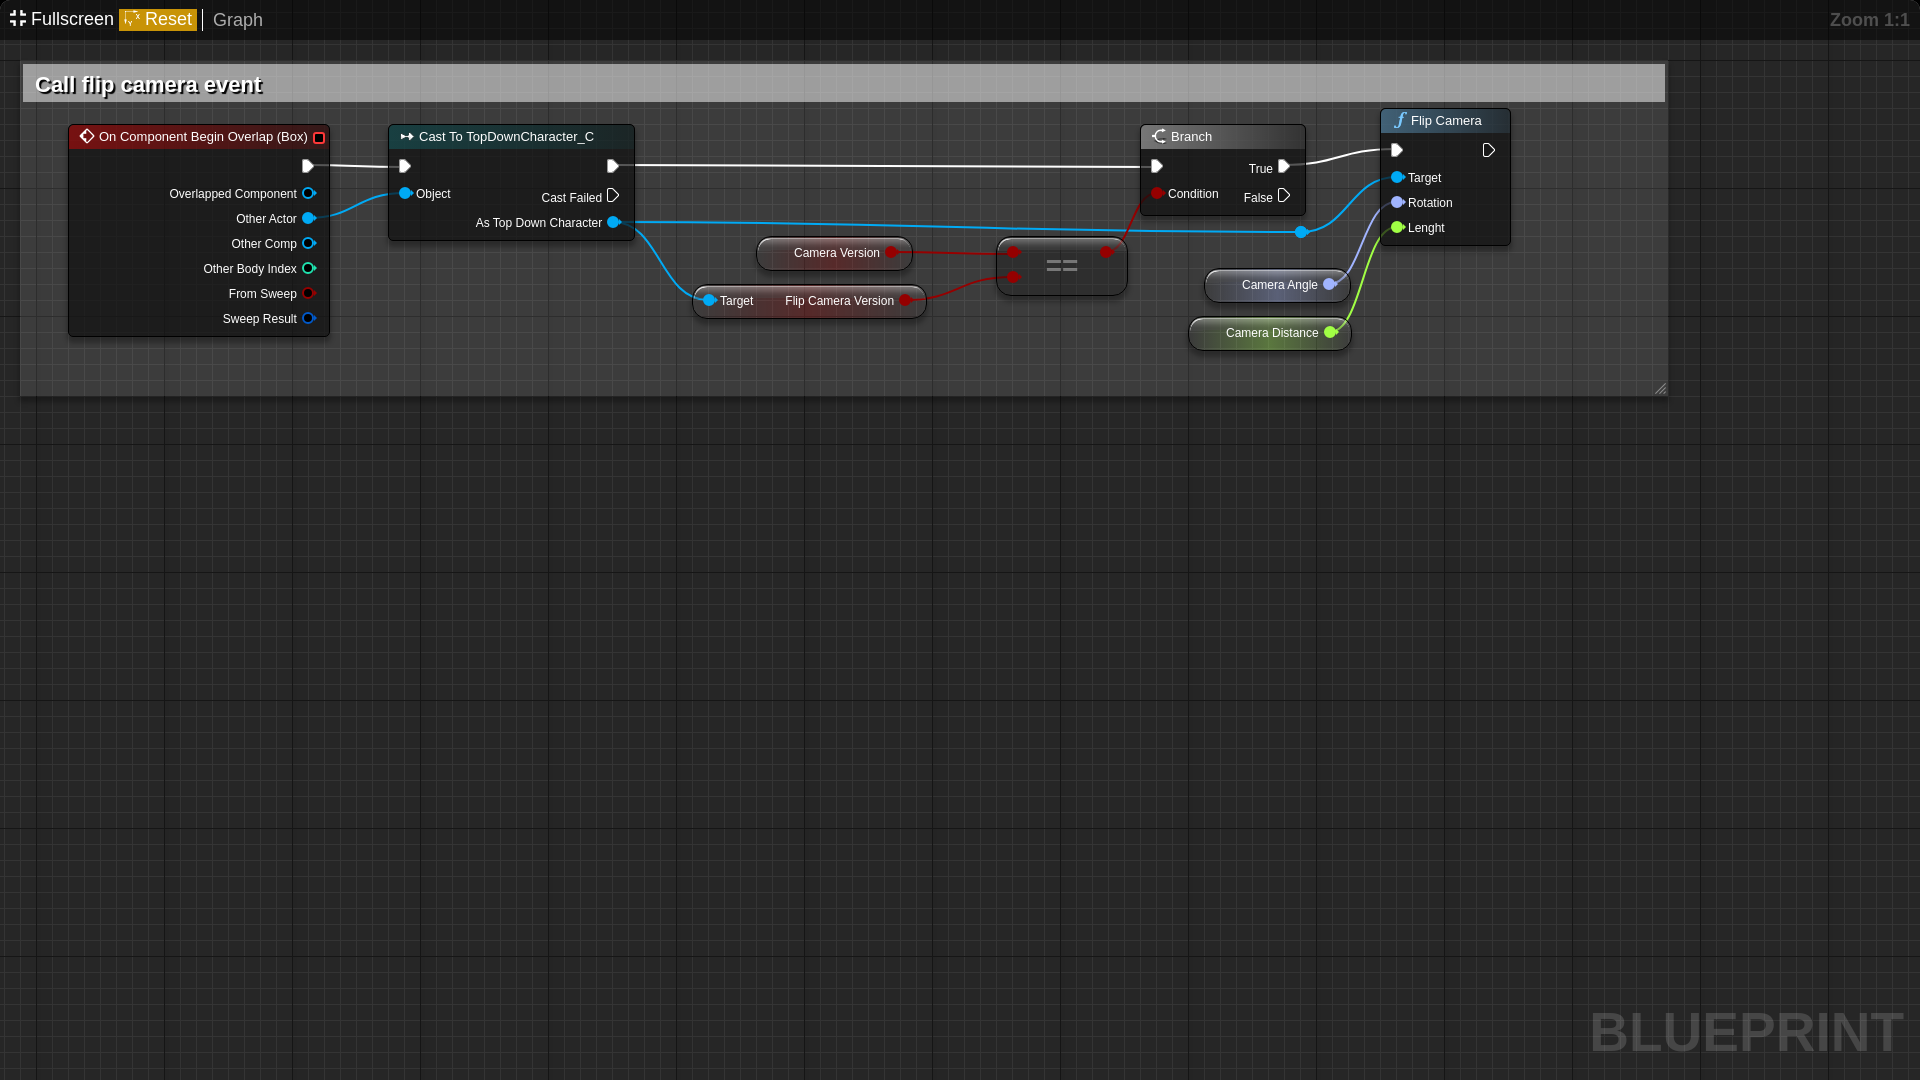 Fullscreen Reset Graph Zoom 1:1
Call flip camera event
On Component Begin Overlap (Box)
Overlapped Component
Other Actor
Other Comp
Other Body Index
From Sweep
Sweep Result
Cast To TopDownCharacter_C
Object
Cast Failed
As Top Down Character
Camera Version
Target Flip Camera Version
==
Branch
True
Condition
False
Camera Angle
Camera Distance
Flip Camera
Target
Rotation
Lenght
BLUEPRINT